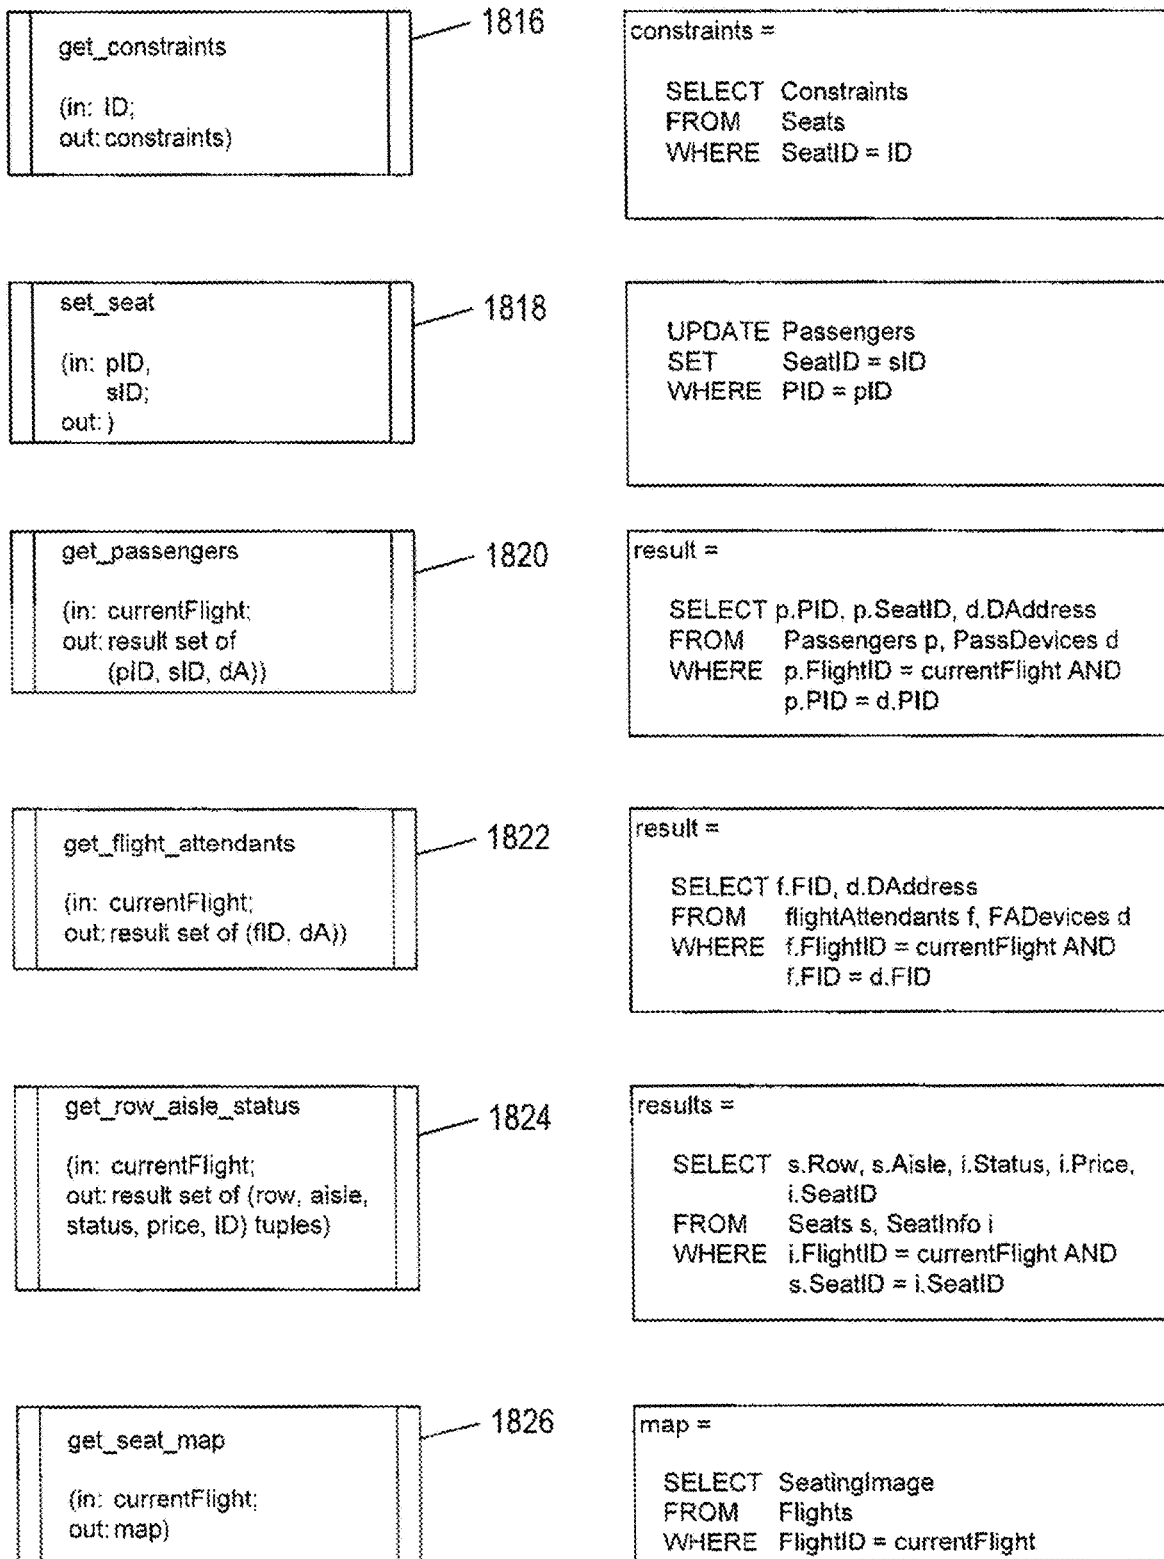 get_constraints
(in: ID;
out: constraints)
1816
constraints =
SELECT Constraints
FROM Seats
WHERE SeatID = ID
set_seat
(in: pID,
sID;
out: )
1818
UPDATE Passengers
SET SeatID = sID
WHERE PID = pID
get_passengers
(in: currentFlight;
out: result set of
(pID, sID, dA))
1820
result =
SELECT p.PID, p.SeatID, d.DAddress
FROM Passengers p, PassDevices d
WHERE p.FlightID = currentFlight AND
p.PID = d.PID
get_flight_attendants
(in: currentFlight;
out: result set of (fID, dA))
1822
result =
SELECT f.FID, d.DAddress
FROM flightAttendants f, FADevices d
WHERE f.FlightID = currentFlight AND
f.FID = d.FID
get_row_aisle_status
(in: currentFlight;
out: result set of (row, aisle,
status, price, ID) tuples)
1824
results =
SELECT s.Row, s.Aisle, i.Status, i.Price,
i.SeatID
FROM Seats s, SeatInfo i
WHERE i.FlightID = currentFlight AND
s.SeatID = i.SeatID
get_seat_map
(in: currentFlight;
out: map)
1826
map =
SELECT SeatingImage
FROM Flights
WHERE FlightID = currentFlight